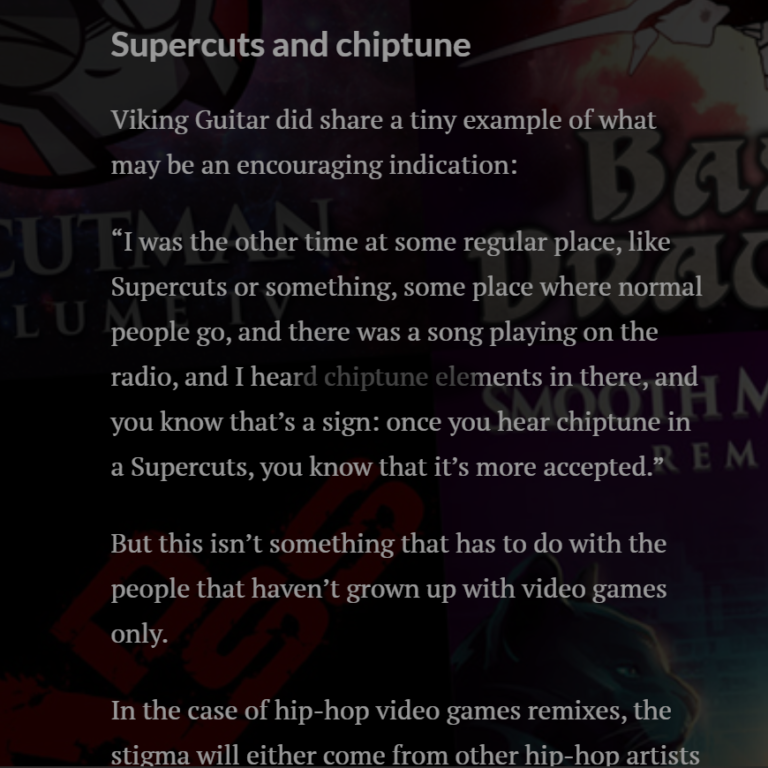 Supercuts and chiptune
Viking Guitar did share a tiny example of what
may be an encouraging indication:
“I was the other time at some regular place, like
Supercuts or something, some place where normal
people go, and there was a song playing on the
radio, and I heard chiptune elements in there, and
you know that’s a sign: once you hear chiptune in
a Supercuts, you know that it’s more accepted.”
But this isn’t something that has to do with the
people that haven’t grown up with video games
only.
In the case of hip-hop video games remixes, the
stigma will either come from other hip-hop artists
CUTMAN
LUME IV
SMOOTH M
REM